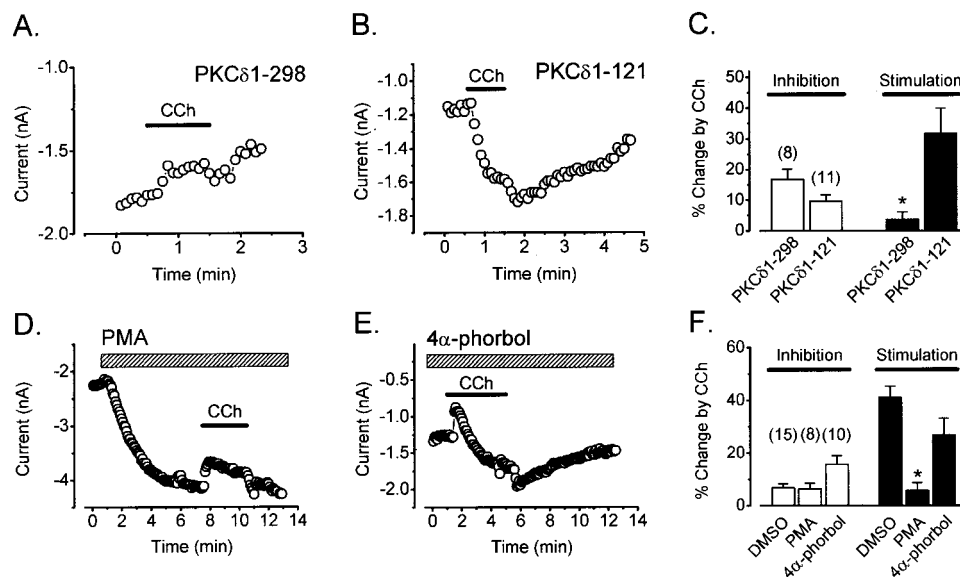 A.
PKCδ1-298
CCh
-1.0
-1.5
-2.0
Current (nA)
0 1 2 3
Time (min)
B.
PKCδ1-121
CCh
-1.0
-1.2
-1.4
-1.6
-1.8
Current (nA)
0 1 2 3 4 5
Time (min)
C.
Inhibition Stimulation
50
40
30
20
10
0
% Change by CCh
(8)
(11)
*
PKCδ1-298
PKCδ1-121
PKCδ1-298
PKCδ1-121
D.
PMA
CCh
-2
-3
-4
Current (nA)
0 2 4 6 8 10 12 14
Time (min)
E.
4α-phorbol
CCh
-0.5
-1.0
-1.5
-2.0
Current (nA)
0 2 4 6 8 10 12 14
Time (min)
F.
Inhibition Stimulation
60
40
20
0
% Change by CCh
(15) (8) (10)
*
DMSO
PMA
4α-phorbol
DMSO
PMA
4α-phorbol